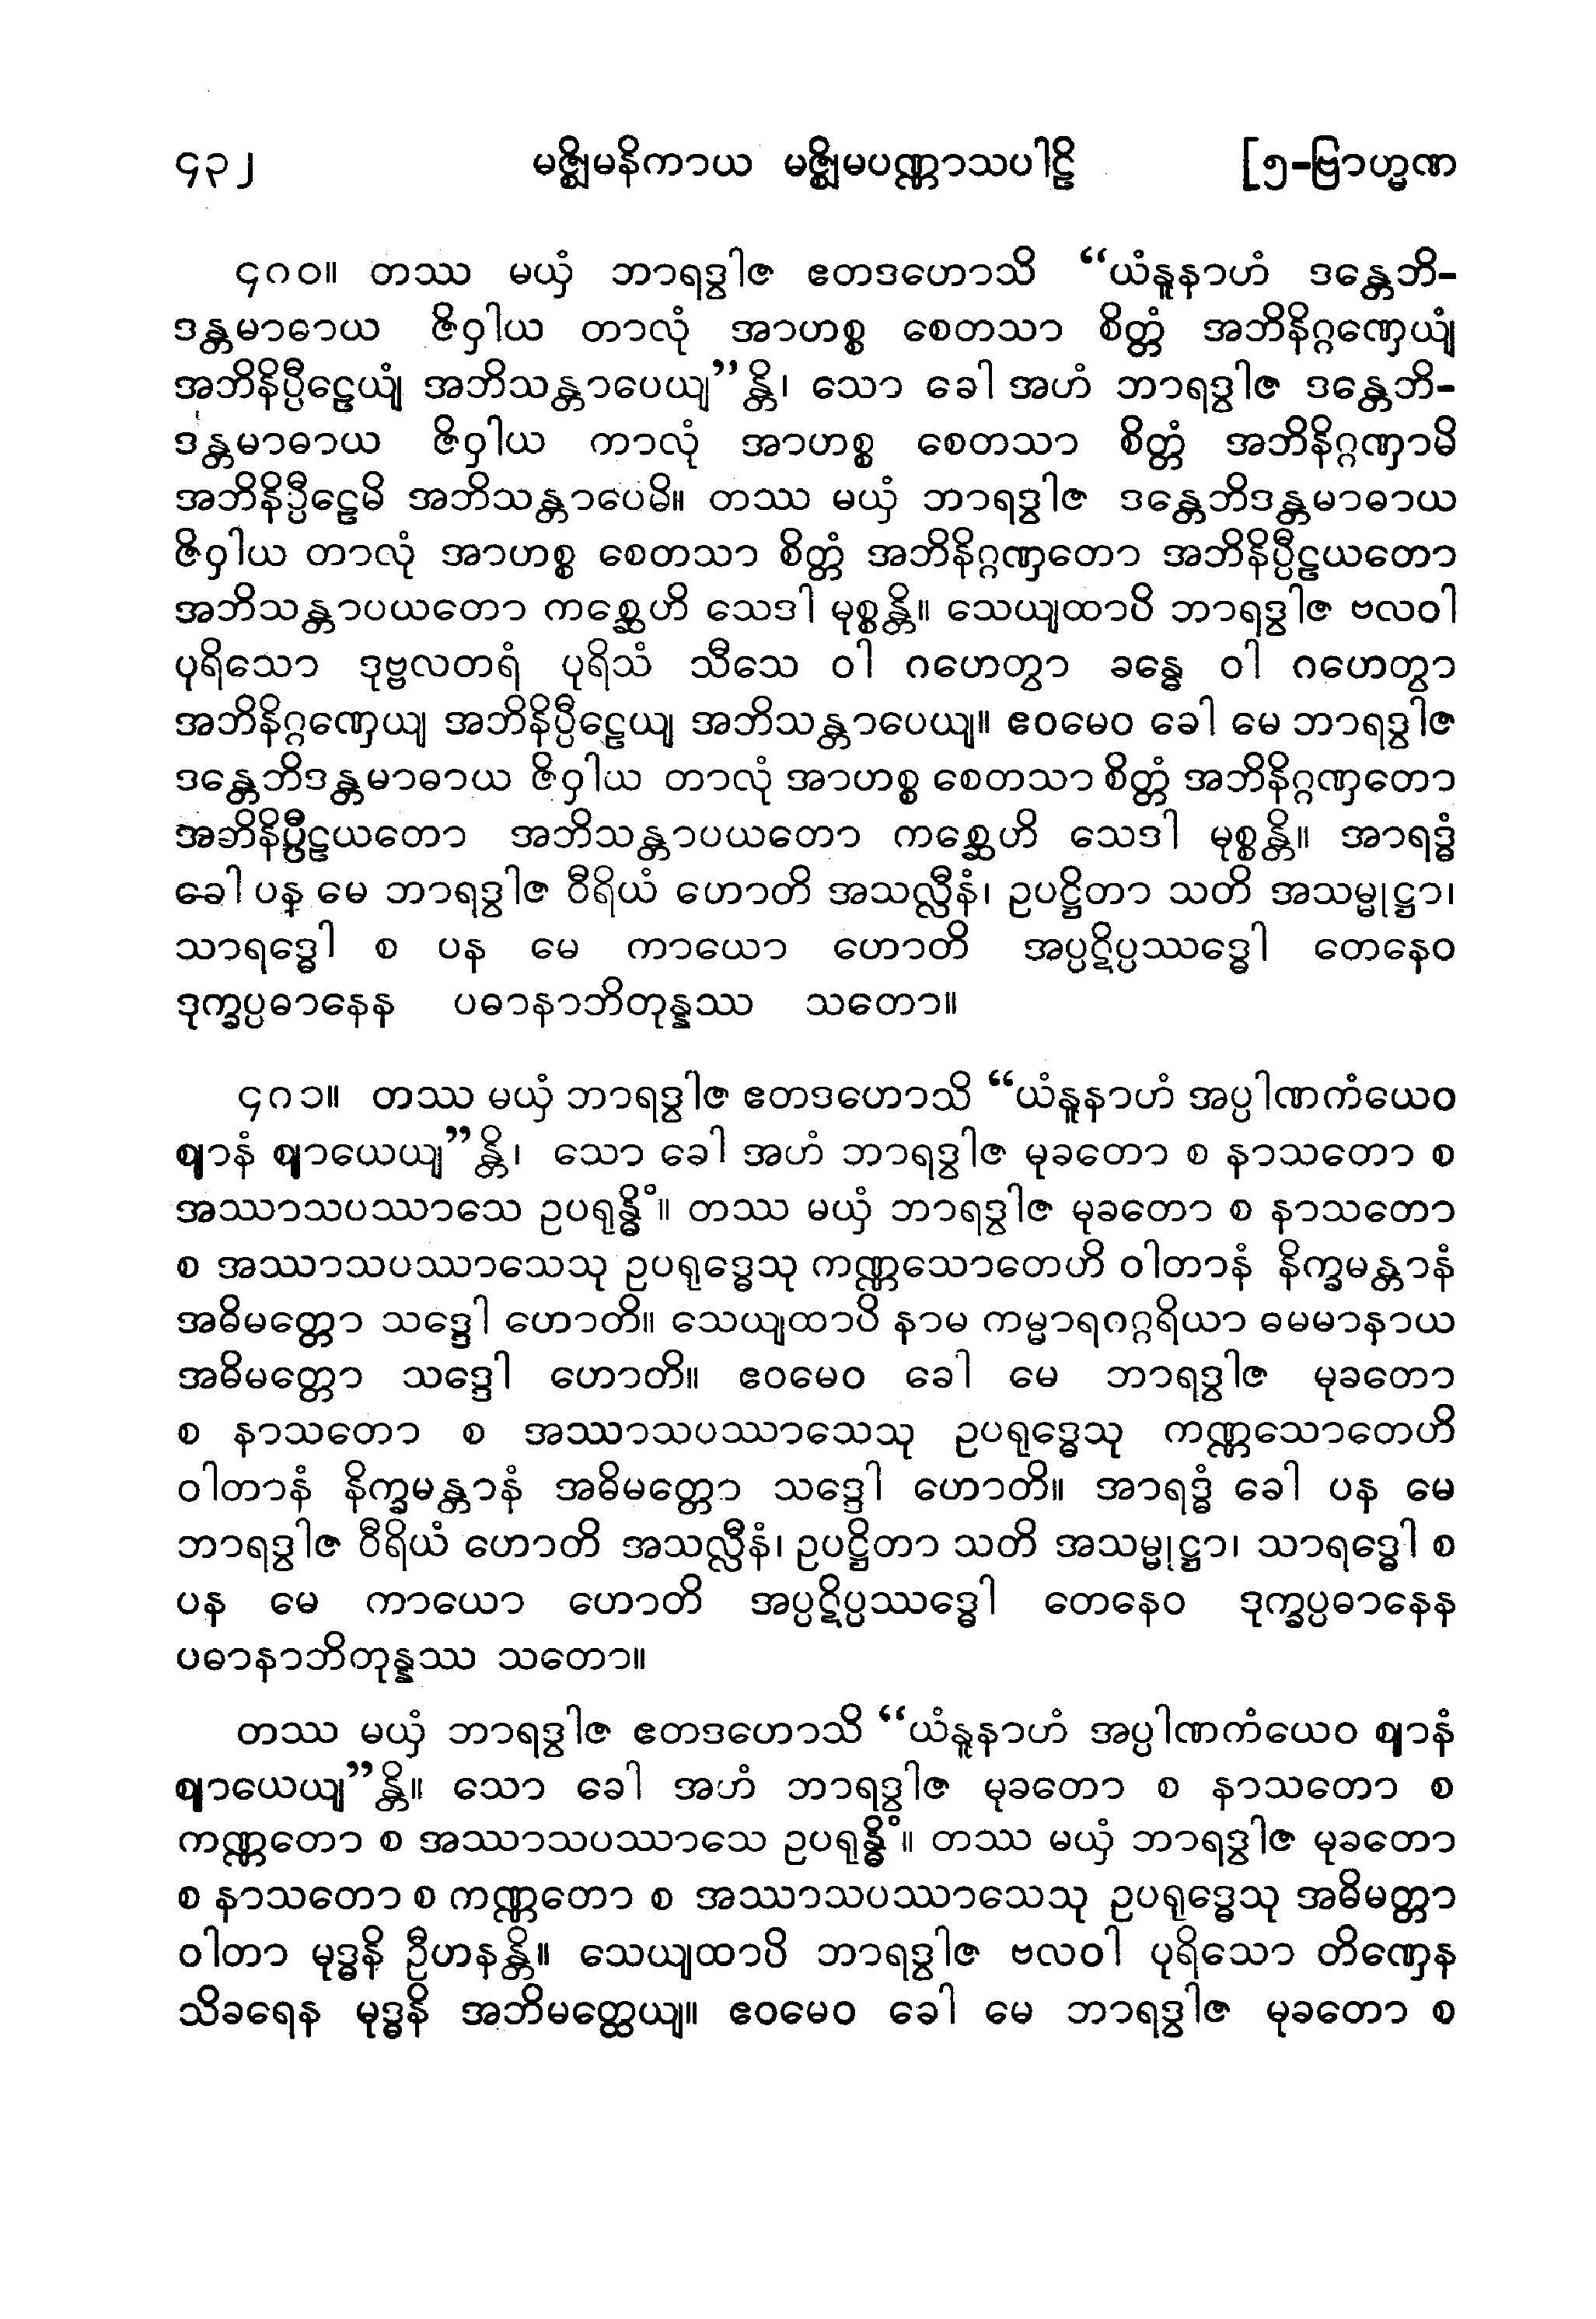 ၄၃၂ မဇ္ဈိမနိကာယ မဇ္ဈိမပဏ္ဏာသပါဠိ [၅-ဗြာဟ္မဏ
၄၇၀။ တဿ မယှံ ဘာရဒွါဇ ဧတဒဟောသိ “ယံနူနာဟံ ဒန္တေဘိ-
ဒန္တမာဓာယ ဇိဝှါယ တာလုံ အာဟစ္စ စေတသာ စိတ္တံ အဘိနိဂ္ဂဏှေယျံ
အဘိနိပ္ပီဠေယျံ အဘိသန္တာပေယျ”န္တိ၊ သော ခေါ အဟံ ဘာရဒွါဇ ဒန္တေဘိ-
ဒန္တမာဓာယ ဇိဝှါယ ကာလုံ အာဟစ္စ စေတသာ စိတ္တံ အဘိနိဂ္ဂဏှာမိ
အဘိနိပ္ပီဠေမိ အဘိသန္တာပေမိ။ တဿ မယှံ ဘာရဒွါဇ ဒန္တေဘိဒန္တမာဓာယ
ဇိဝှါယ တာလုံ အာဟစ္စ စေတသာ စိတ္တံ အဘိနိဂ္ဂဏှတော အဘိနိပ္ပီဠယတော
အဘိသန္တာပယတော ကစ္ဆေဟိ သေဒါ မုစ္စန္တိ။ သေယျထာပိ ဘာရဒွါဇ ဗလဝါ
ပုရိသော ဒုဗ္ဗလတရံ ပုရိသံ သီသေ ဝါ ဂဟေတွာ ခန္ဓေ ဝါ ဂဟေတွာ
အဘိနိဂ္ဂဏှေယျ အဘိနိပ္ပီဠေယျ အဘိသန္တာပေယျ။ ဧဝမေဝ ခေါ မေ ဘာရဒွါဇ
ဒန္တေဘိဒန္တမာဓာယ ဇိဝှါယ တာလုံ အာဟစ္စ စေတသာ စိတ္တံ အဘိနိဂ္ဂဏှတော
အဘိနိပ္ပီဠယတော အဘိသန္တာပယတော ကစ္ဆေဟိ သေဒါ မုစ္စန္တိ။ အာရဒ္ဓံ
ခေါ ပန မေ ဘာရဒွါဇ ဝီရိယံ ဟောတိ အသလ္လီနံ၊ ဥပဋ္ဌိတာ သတိ အသမ္မုဋ္ဌာ၊
သာရဒ္ဓေါ စ ပန မေ ကာယော ဟောတိ အပ္ပဋိပ္ပဿဒ္ဓေါ တေနေဝ
ဒုက္ခပ္ပဓာနေန ပဓာနာဘိတုန္နဿ သတော။
၄၇၁။ တဿ မယှံ ဘာရဒွါဇ ဧတဒဟောသိ “ယံနူနာဟံ အပ္ပါဏကံယေဝ
ဈာနံ ဈာယေယျ”န္တိ၊ သော ခေါ အဟံ ဘာရဒွါဇ မုခတော စ နာသတော စ
အဿာသပဿာသေ ဥပရုန္ဓိံ။ တဿ မယှံ ဘာရဒွါဇ မုခတော စ နာသတော
စ အဿာသပဿာသေသု ဥပရုဒ္ဓေသု ကဏ္ဏသောတေဟိ ဝါတာနံ နိက္ခမန္တာနံ
အဓိမတ္တော သဒ္ဒေါ ဟောတိ။ သေယျထာပိ နာမ ကမ္မာရဂဂ္ဂရိယာ ဓမမာနာယ
အဓိမတ္တော သဒ္ဒေါ ဟောတိ။ ဧဝမေဝ ခေါ မေ ဘာရဒွါဇ မုခတော
စ နာသတော စ အဿာသပဿာသေသု ဥပရုဒ္ဓေသု ကဏ္ဏသောတေဟိ
ဝါတာနံ နိက္ခမန္တာနံ အဓိမတ္တော သဒ္ဒေါ ဟောတိ။ အာရဒ္ဓံ ခေါ ပန မေ
ဘာရဒွါဇ ဝီရိယံ ဟောတိ အသလ္လီနံ၊ ဥပဋ္ဌိတာ သတိ အသမ္မုဋ္ဌာ၊ သာရဒ္ဓေါ စ
ပန မေ ကာယော ဟောတိ အပ္ပဋိပ္ပဿဒ္ဓေါ တေနေဝ ဒုက္ခပ္ပဓာနေန
ပဓာနာဘိတုန္နဿ သတော။
တဿ မယှံ ဘာရဒွါဇ ဧတဒဟောသိ “ယံနူနာဟံ အပ္ပါဏကံယေဝ ဈာနံ
ဈာယေယျ”န္တိ။ သော ခေါ အဟံ ဘာရဒွါဇ မုခတော စ နာသတော စ
ကဏ္ဏတော စ အဿာသပဿာသေ ဥပရုန္ဓိံ။ တဿ မယှံ ဘာရဒွါဇ မုခတော
စ နာသတော စ ကဏ္ဏတော စ အဿာသပဿာသေသု ဥပရုဒ္ဓေသု အဓိမတ္တာ
ဝါတာ မုဒ္ဓနိ ဦဟနန္တိ။ သေယျထာပိ ဘာရဒွါဇ ဗလဝါ ပုရိသော တိဏှေန
သိခရေန မုဒ္ဓနိ အဘိမတ္ထေယျ။ ဧဝမေဝ ခေါ မေ ဘာရဒွါဇ မုခတော စ